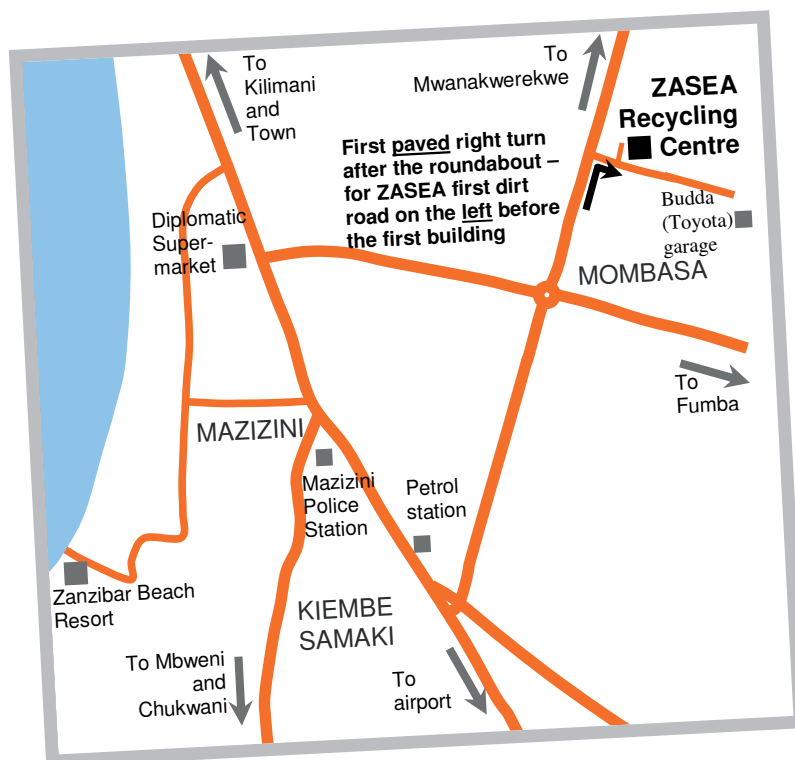 To
Kilimani
and
Town
To
Mwanakwerekwe
ZASEA
Recycling
Centre
First paved right turn
after the roundabout –
for ZASEA first dirt
road on the left before
the first building
Budda
(Toyota)
garage
Diplomatic
Super-
market
MOMBASA
To
Fumba
MAZIZINI
Mazizini
Police
Station
Petrol
station
Zanzibar Beach
Resort
KIEMBE
SAMAKI
To Mbweni
and
Chukwani
To
airport